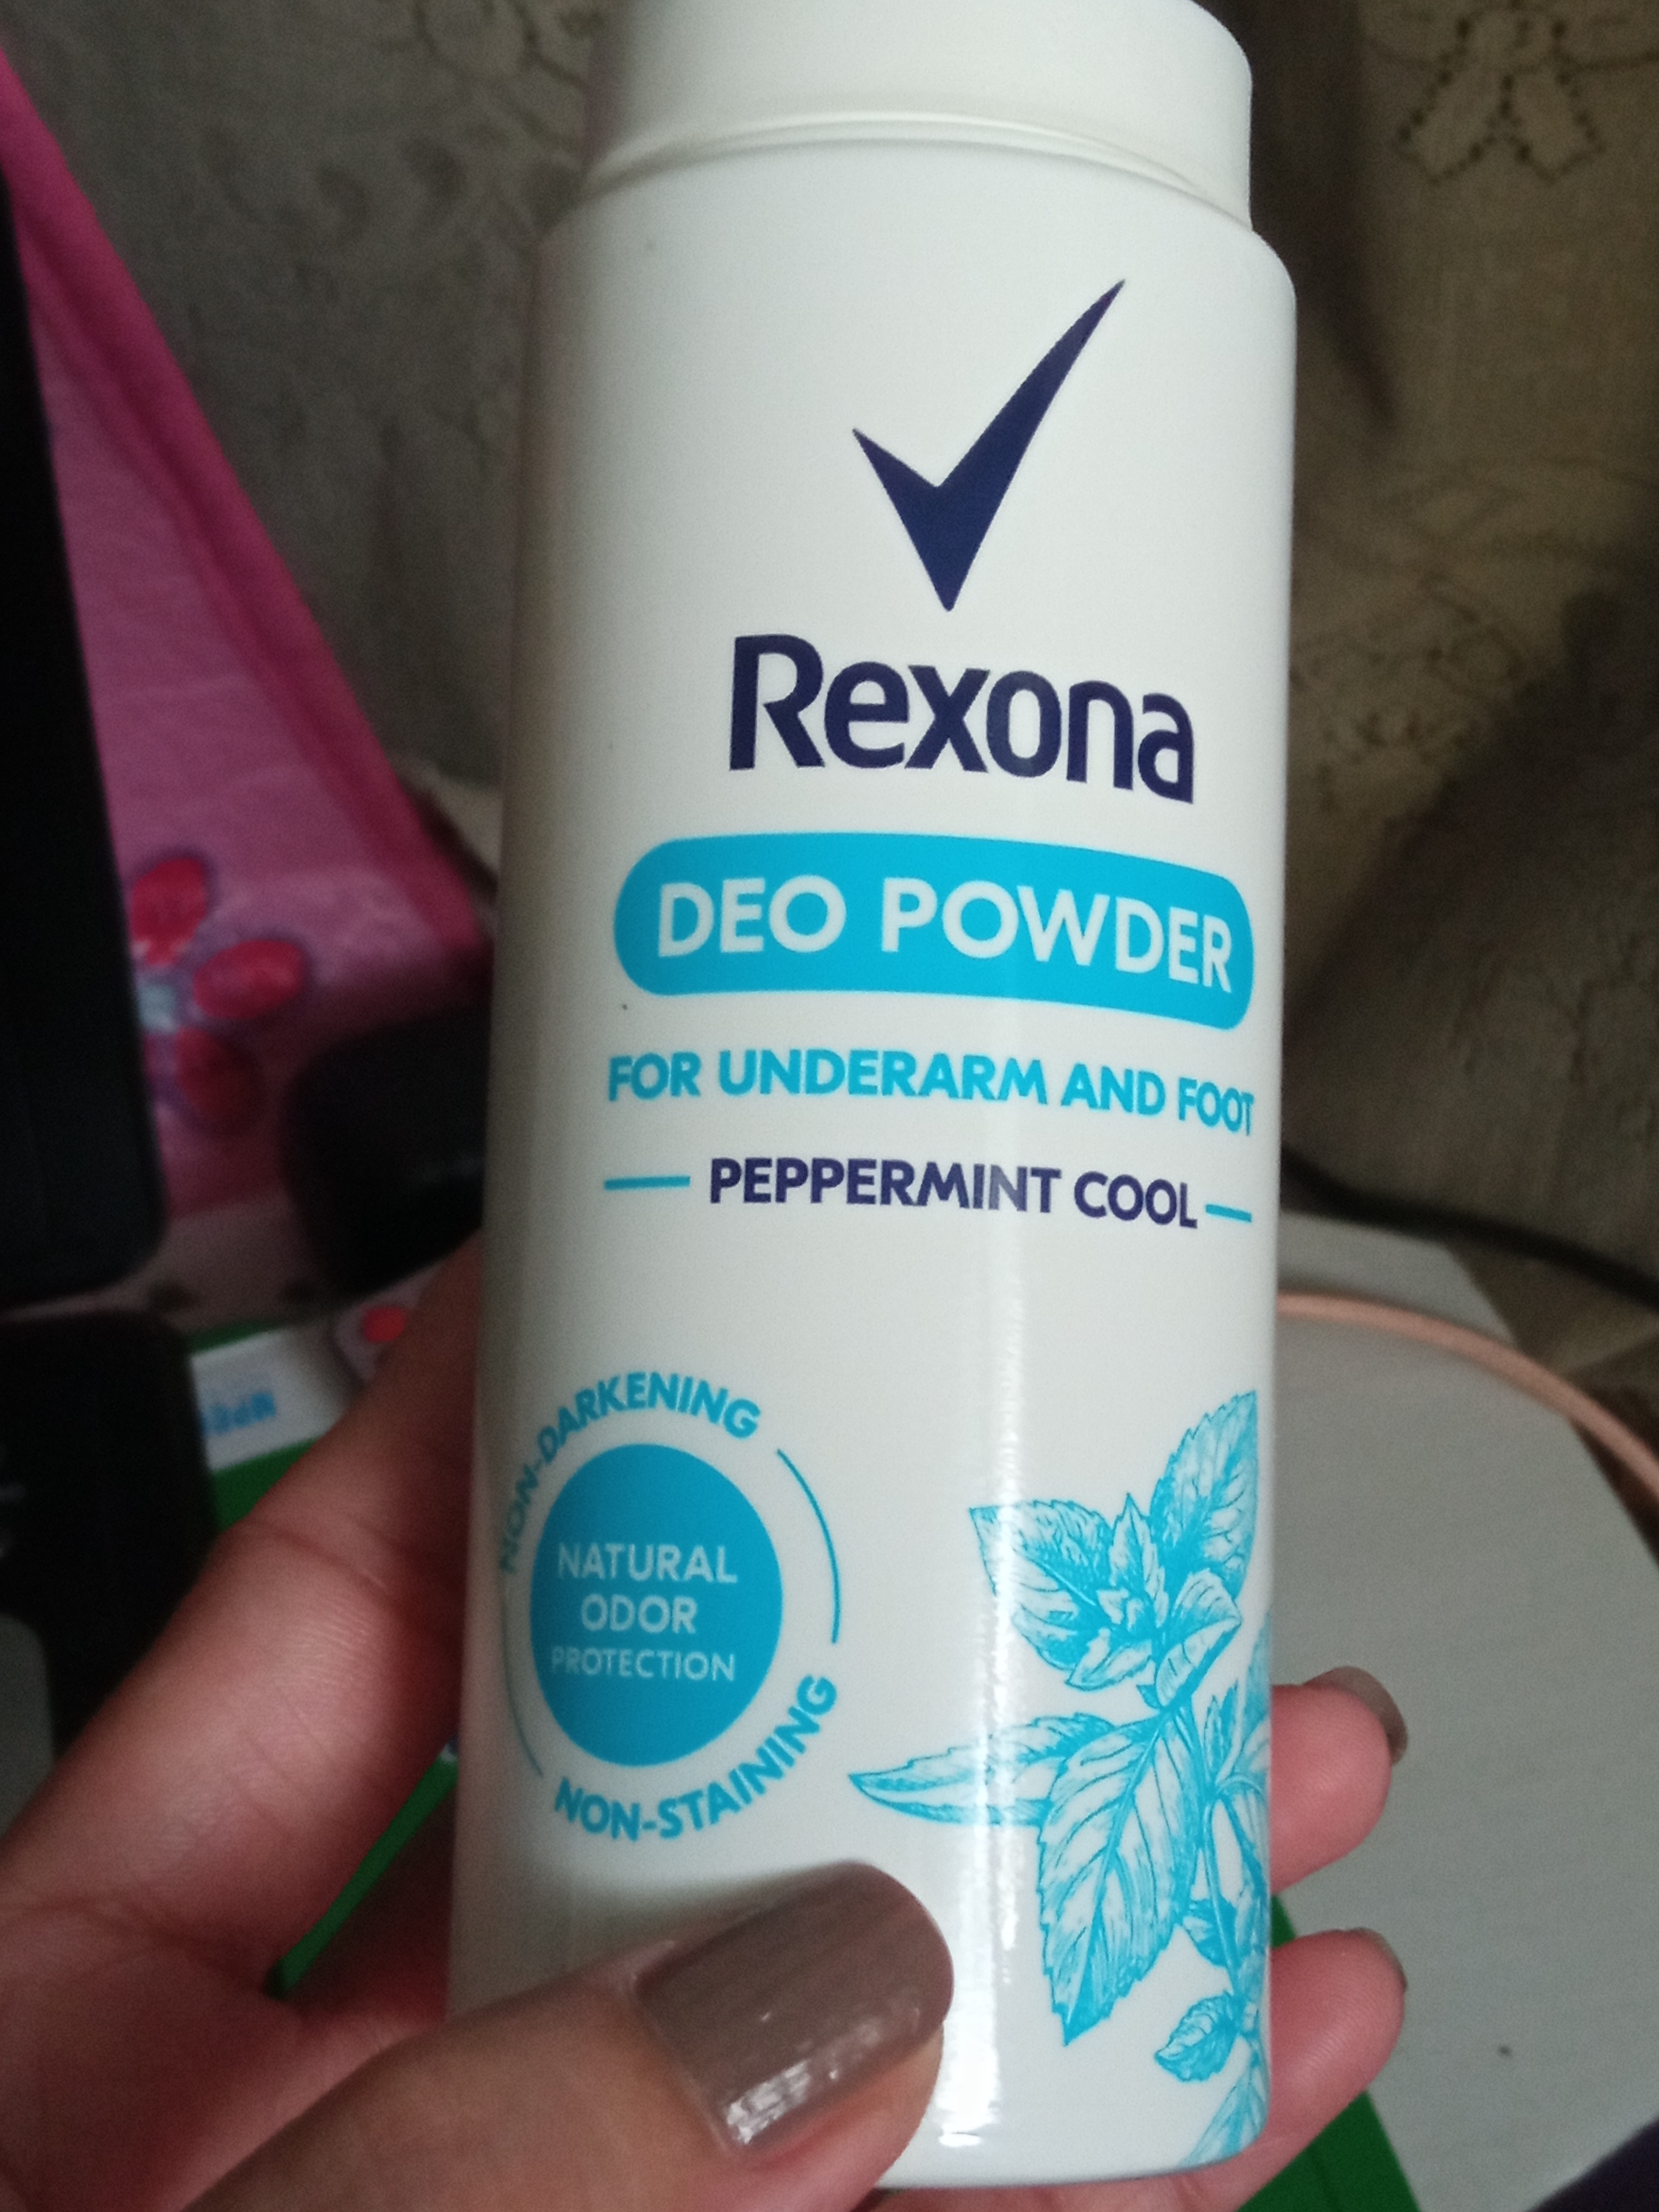 Rexona
DEO POWDER
FOR UNDERARM AND FOOT
PEPPERMINT COOL
NON-DARKENING
NATURAL
ODOR
PROTECTION
NON-STAINING